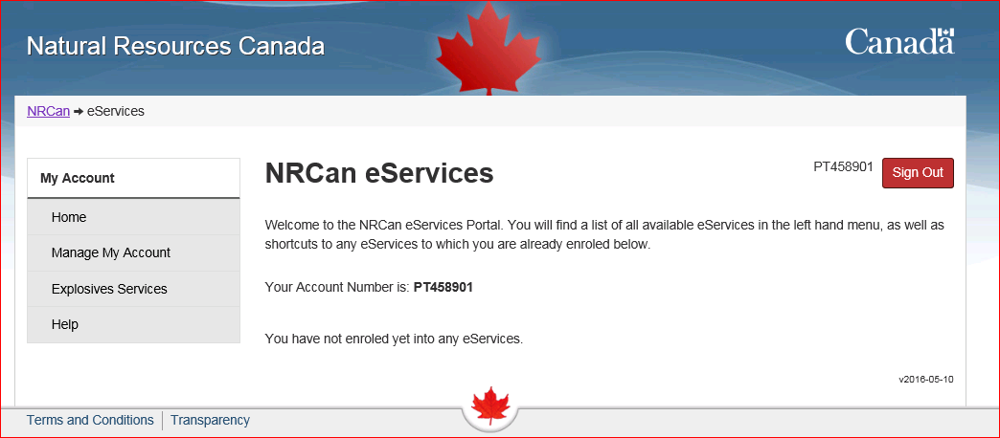 Natural Resources Canada
Canada
NRCan ➔ eServices
My Account
Home
Manage My Account
Explosives Services
Help
NRCan eServices
PT458901
Sign Out
Welcome to the NRCan eServices Portal. You will find a list of all available eServices in the left hand menu, as well as
shortcuts to any eServices to which you are already enroled below.
Your Account Number is: PT458901
You have not enroled yet into any eServices.
v2016-05-10
Terms and Conditions
Transparency